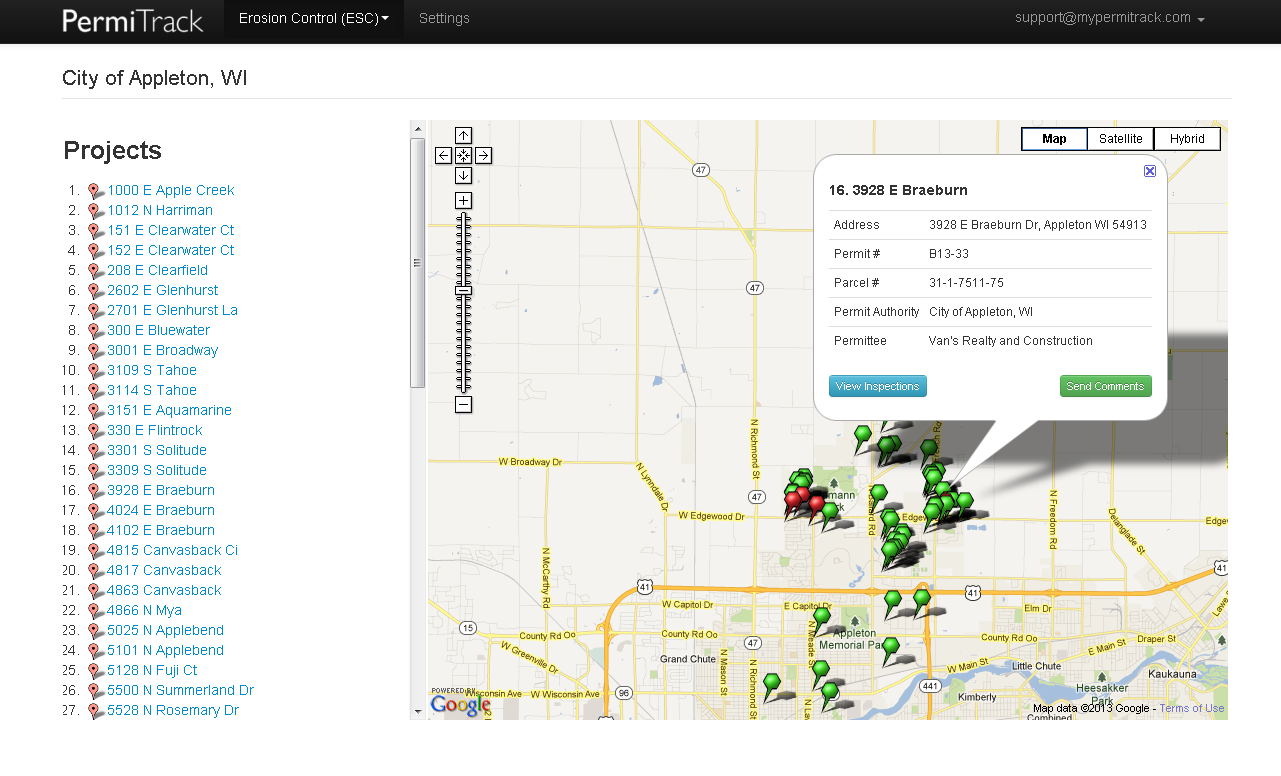 PermiTrack
Erosion Control (ESC)
Settings
support@mypermitrack.com
City of Appleton, WI
Projects
1. 1000 E Apple Creek
2. 1012 N Harriman
3. 151 E Clearwater Ct
4. 152 E Clearwater Ct
5. 208 E Clearfield
6. 2602 E Glenhurst
7. 2701 E Glenhurst La
8. 300 E Bluewater
9. 3001 E Broadway
10. 3109 S Tahoe
11. 3114 S Tahoe
12. 3151 E Aquamarine
13. 330 E Flintrock
14. 3301 S Solitude
15. 3309 S Solitude
16. 3928 E Braeburn
17. 4024 E Braeburn
18. 4102 E Braeburn
19. 4815 Canvasback Ci
20. 4817 Canvasback
21. 4863 Canvasback
22. 4866 N Mya
23. 5025 N Applebend
24. 5101 N Applebend
25. 5128 N Fuji Ct
26. 5500 N Summerland Dr
27. 5528 N Rosemary Dr
Map
Satellite
Hybrid
16. 3928 E Braeburn
Address 3928 E Braeburn Dr, Appleton WI 54913
Permit # B13-33
Parcel # 31-1-7511-75
Permit Authority City of Appleton, WI
Permittee Van's Realty and Construction
View Inspections
Send Comments
47
47
W Broadway Dr
N Lynndale Dr
N Richmond St
47
W Edgewood Dr
N McCarthy Rd
N Freedom Rd
Delanglade St
41
41
41
W Capitol Dr
E Capitol Dr
Elm Dr
15
County Rd Oo
County Rd Oo
County Rd Oo
47
W Greenville Dr
Grand Chute
N Mason St
N Richmond St
N Meade St
Appleton
Memorial Park
E Main St
Draper St
W Main St
Little Chute
Kaukauna
Wisconsin Ave
W Wisconsin Ave
96
441
Kimberly
Heesakker
Park
Combined
POWERED BY
Google
Map data ©2013 Google - Terms of Use